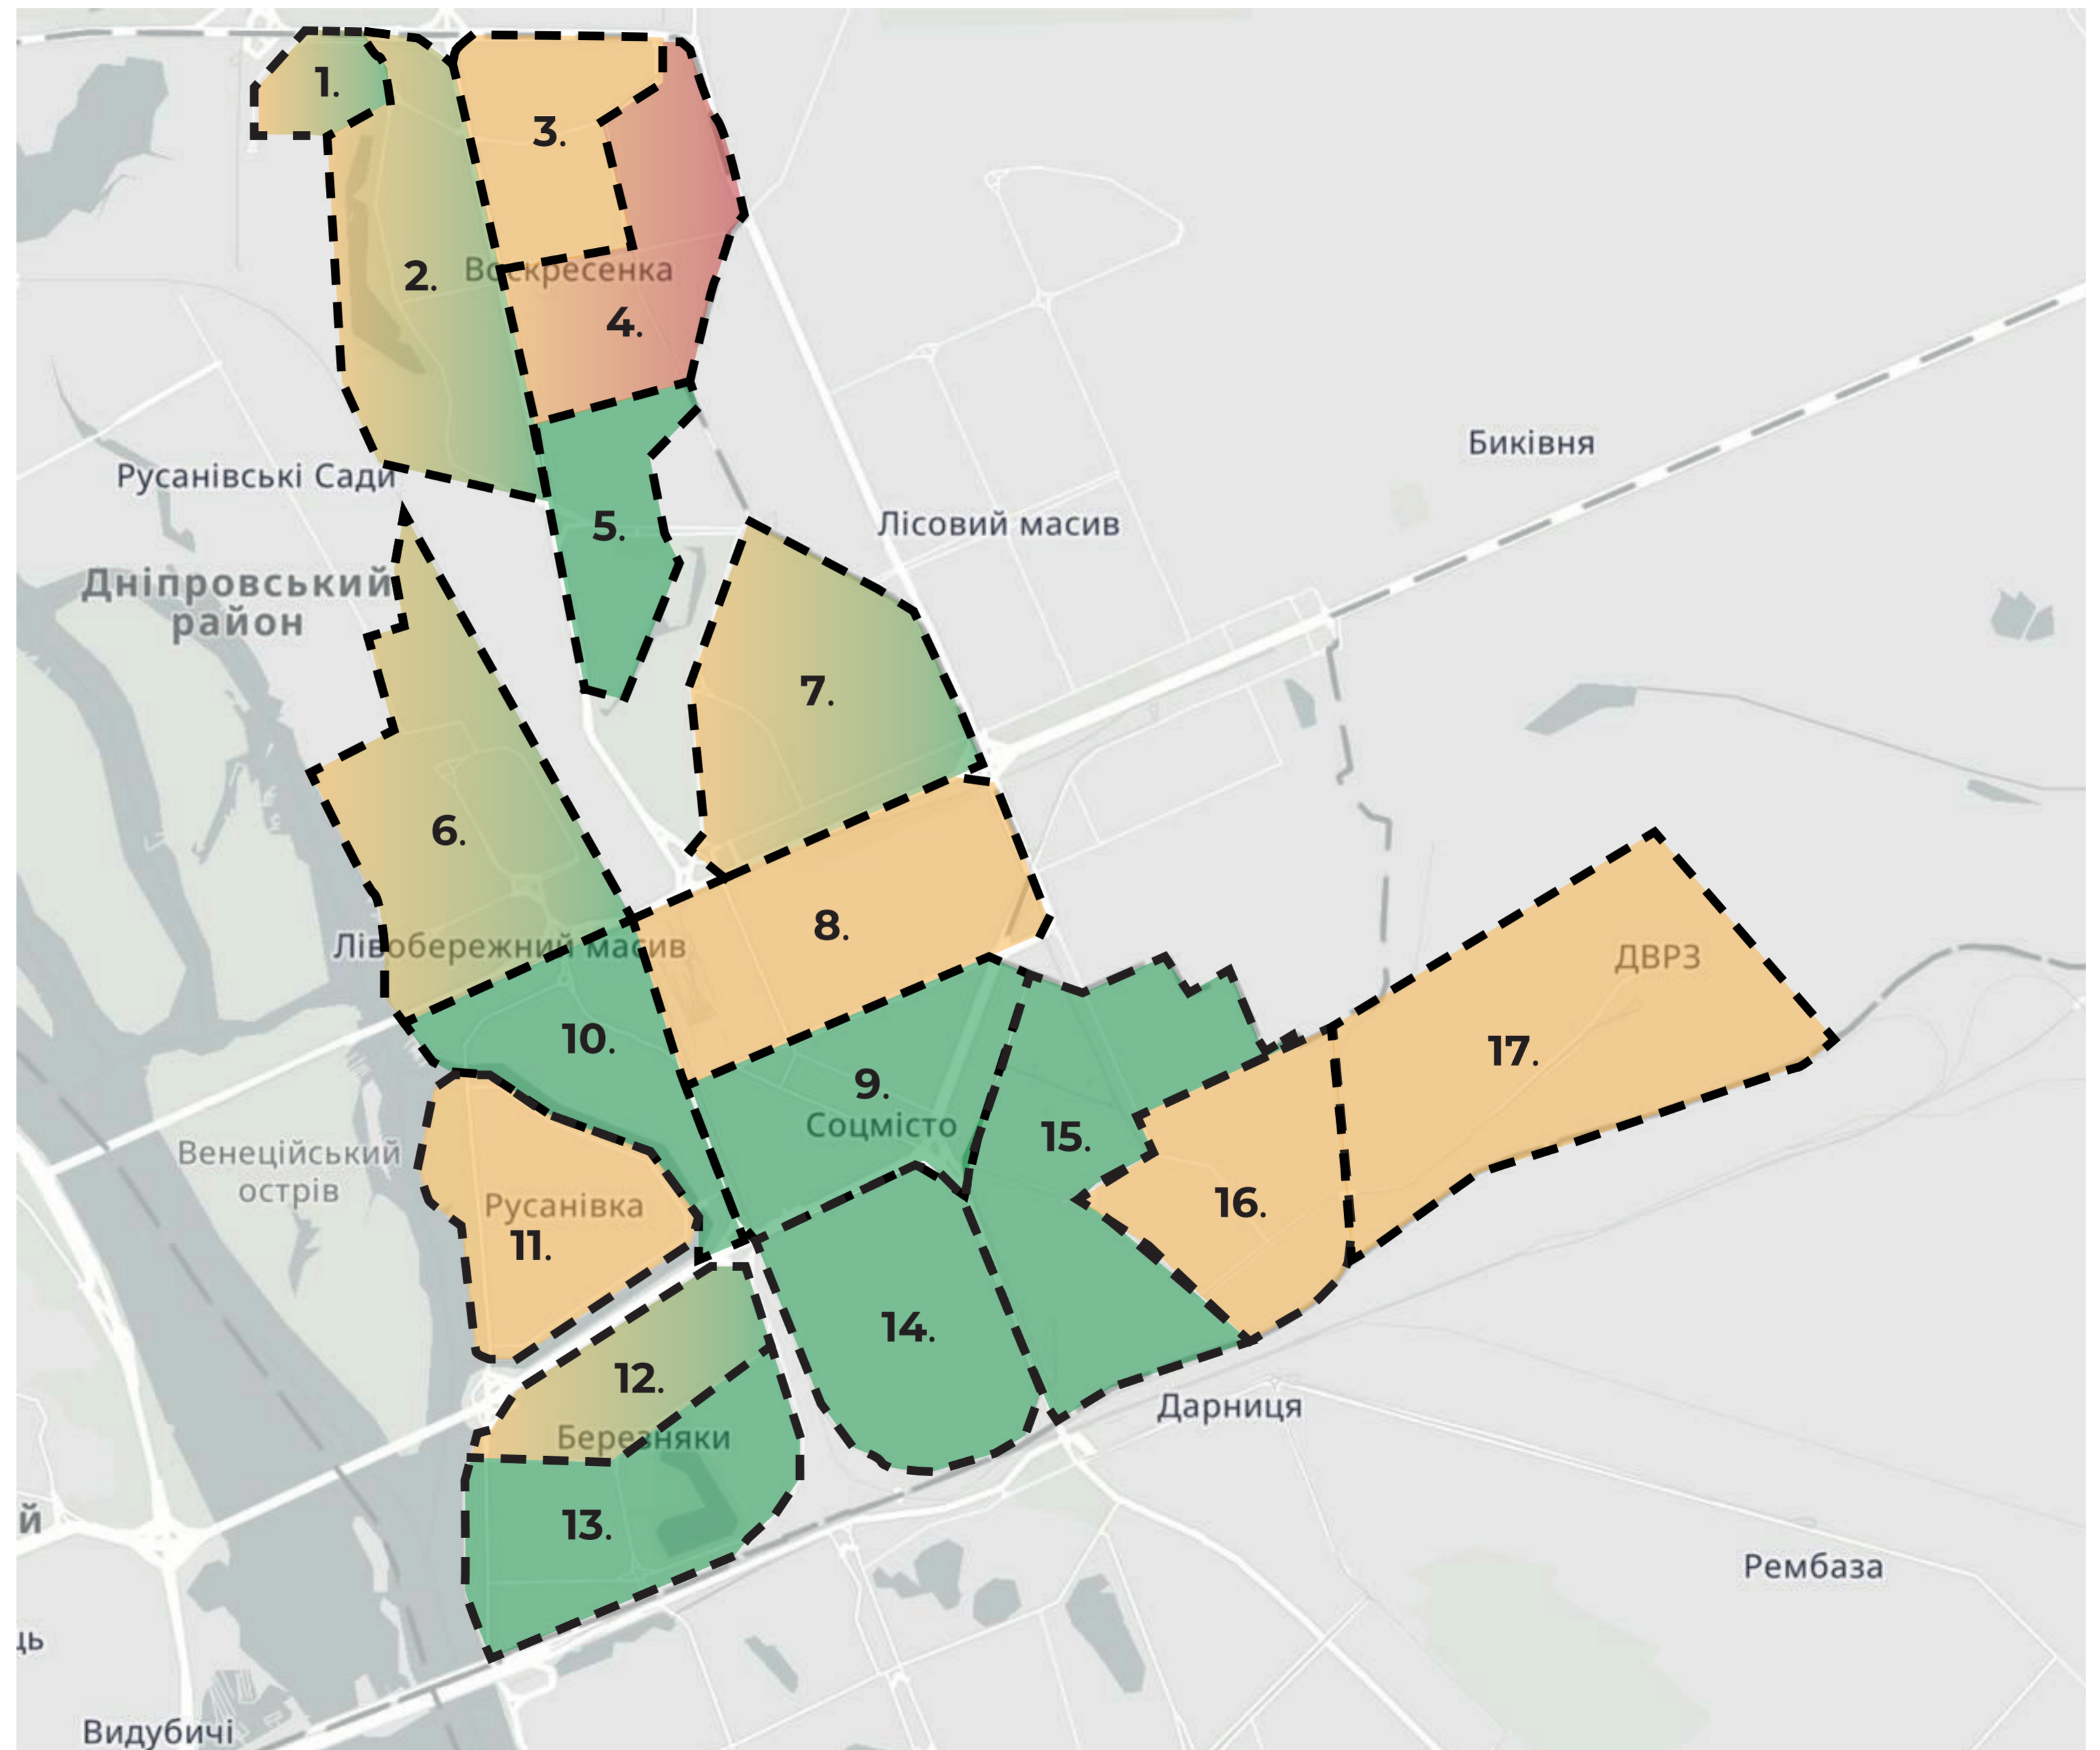 1.
3.
2.
Воскресенка
4.
Биківня
Русанівські Сади
5.
Лісовий масив
Дніпровський
район
7.
6.
8.
Лівобережний масив
ДВРЗ
10.
17.
9.
Соцмісто
15.
Венеційський
острів
Русанівка
16.
11.
14.
12.
Дарниця
Березняки
й
13.
Рембаза
ць
Видубичі